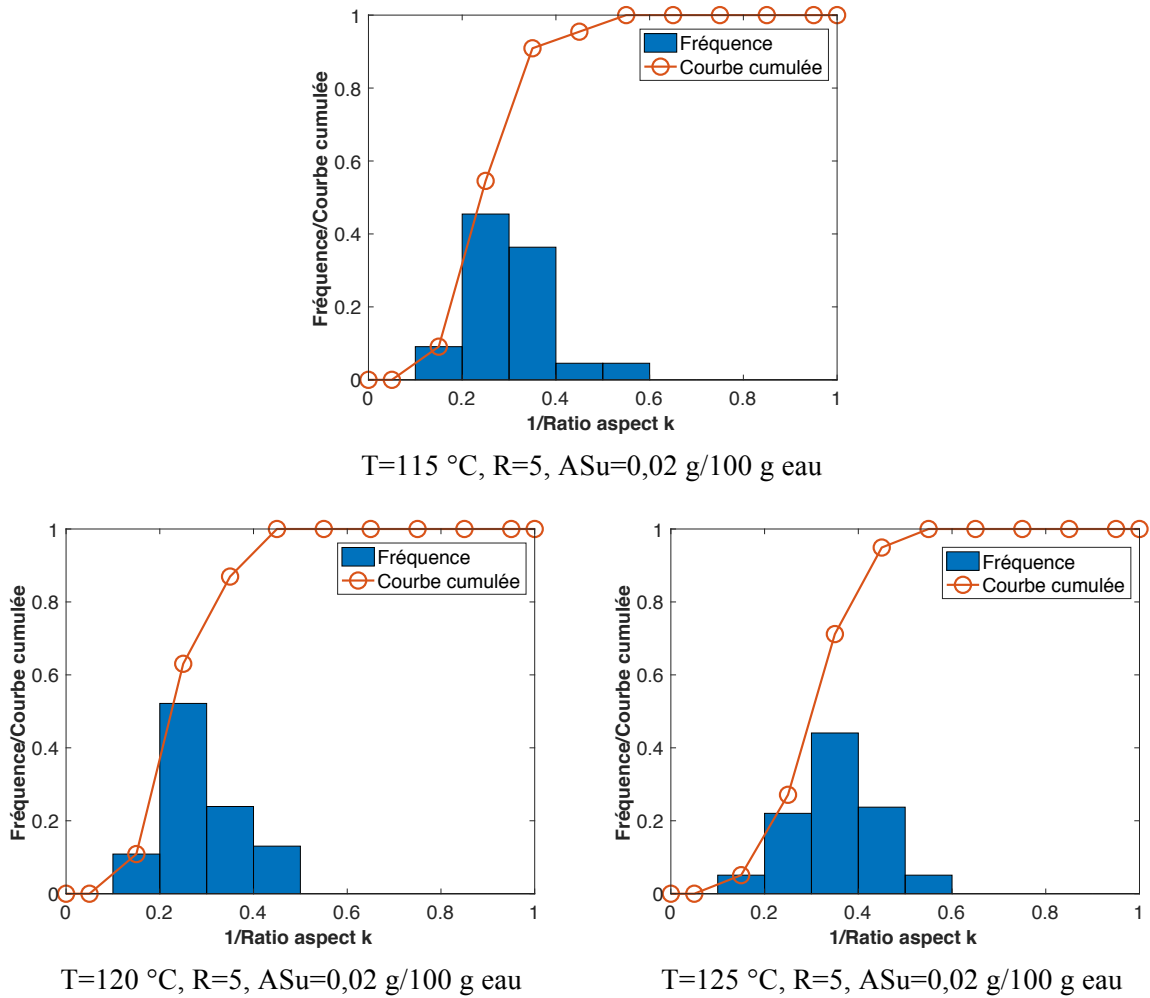 1
0.8
0.6
0.4
0.2
0
Fréquence/Courbe cumulée
Fréquence
Courbe cumulée
0 0.2 0.4 0.6 0.8 1
1/Ratio aspect k
T=115 °C, R=5, ASu=0,02 g/100 g eau
1
0.8
0.6
0.4
0.2
0
Fréquence/Courbe cumulée
Fréquence
Courbe cumulée
0 0.2 0.4 0.6 0.8 1
1/Ratio aspect k
T=120 °C, R=5, ASu=0,02 g/100 g eau
1
0.8
0.6
0.4
0.2
0
Fréquence/Courbe cumulée
Fréquence
Courbe cumulée
0 0.2 0.4 0.6 0.8 1
1/Ratio aspect k
T=125 °C, R=5, ASu=0,02 g/100 g eau